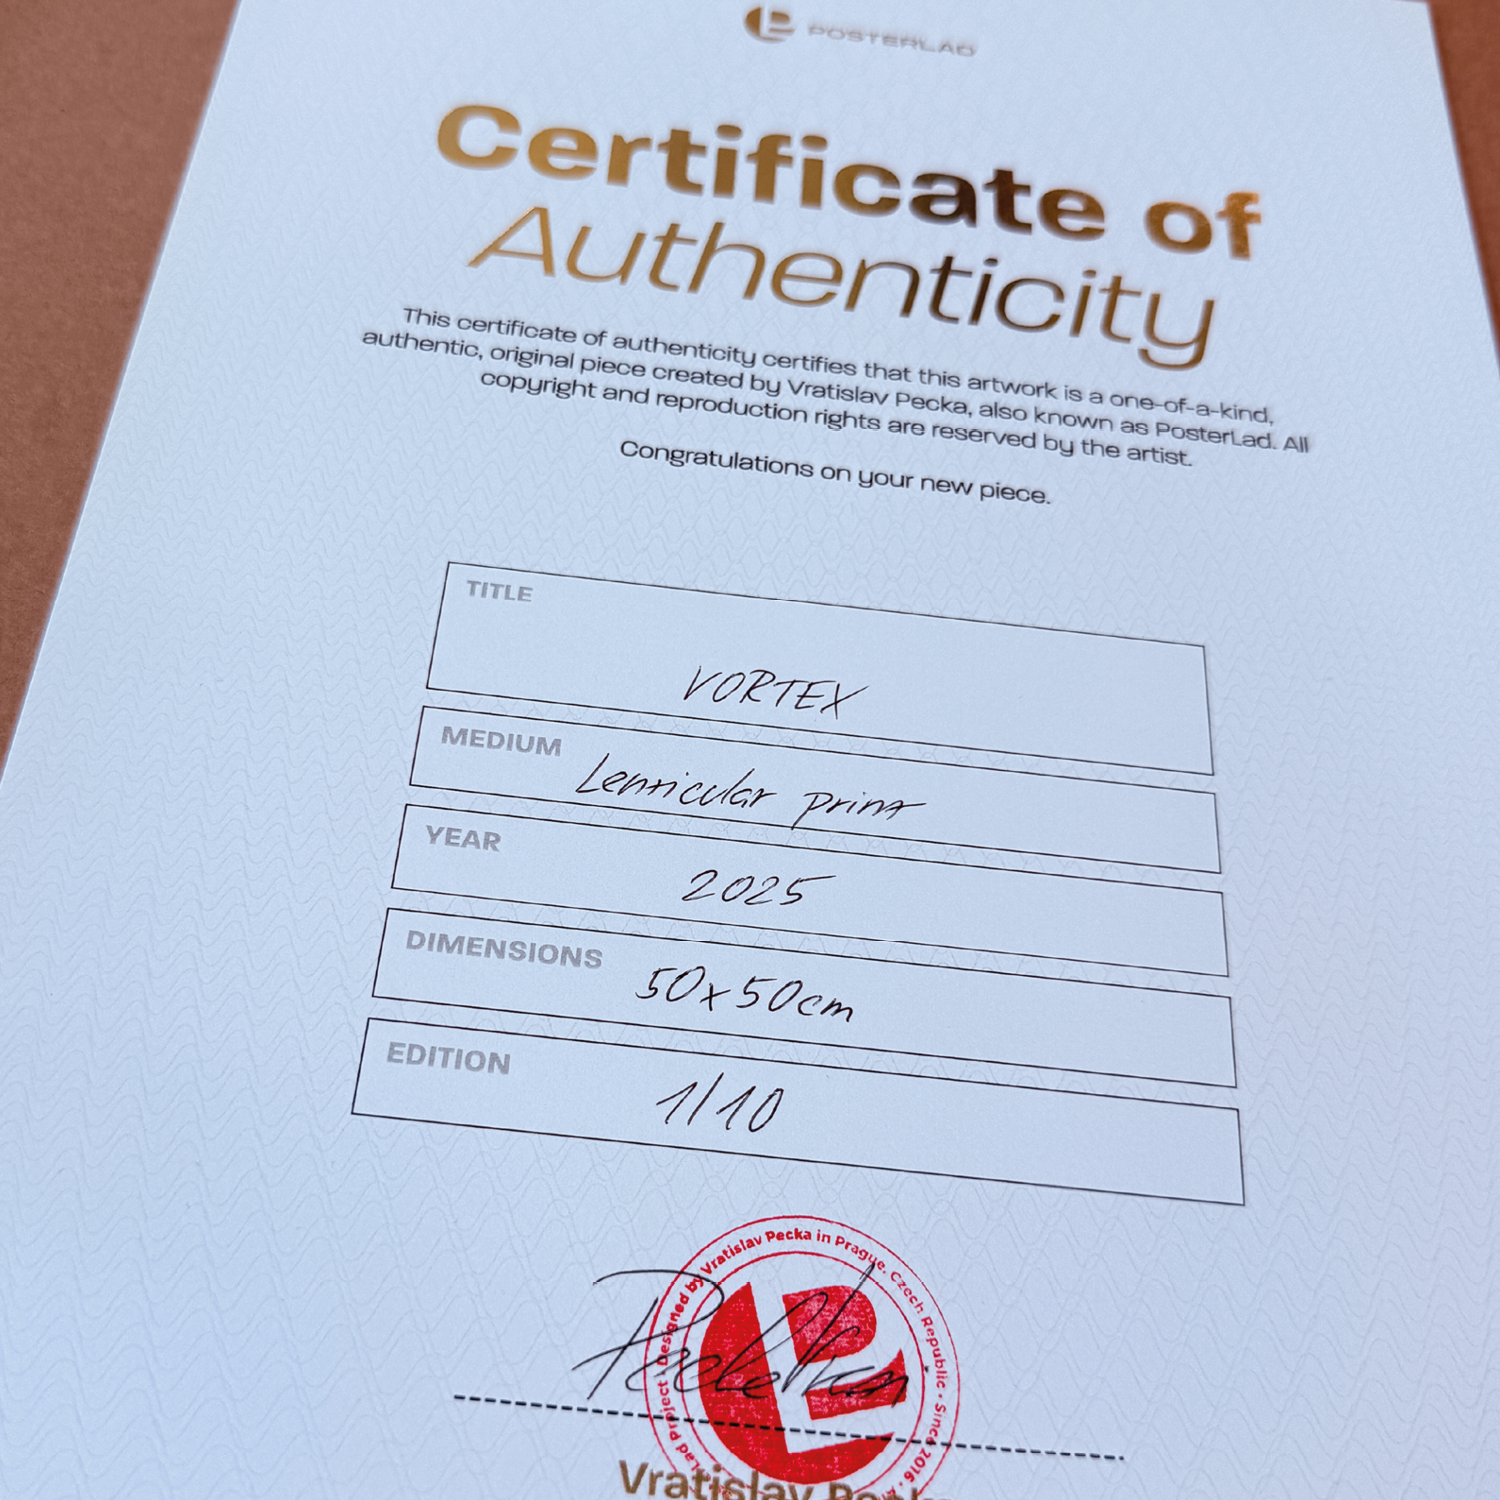 POSTERLAD
Certificate of
Authenticity
This certificate of authenticity certifies that this artwork is a one-of-a-kind,
authentic, original piece created by Vratislav Pecka, also known as PosterLad. All
copyright and reproduction rights are reserved by the artist.
Congratulations on your new piece.
TITLE
VORTEX
MEDIUM
Lenticular print
YEAR
2025
DIMENSIONS
50x50cm
EDITION
1/10
Lad Project Designed by Vratislav Pecka in Prague, Czech Republic • Since 2016 •
Vratislav